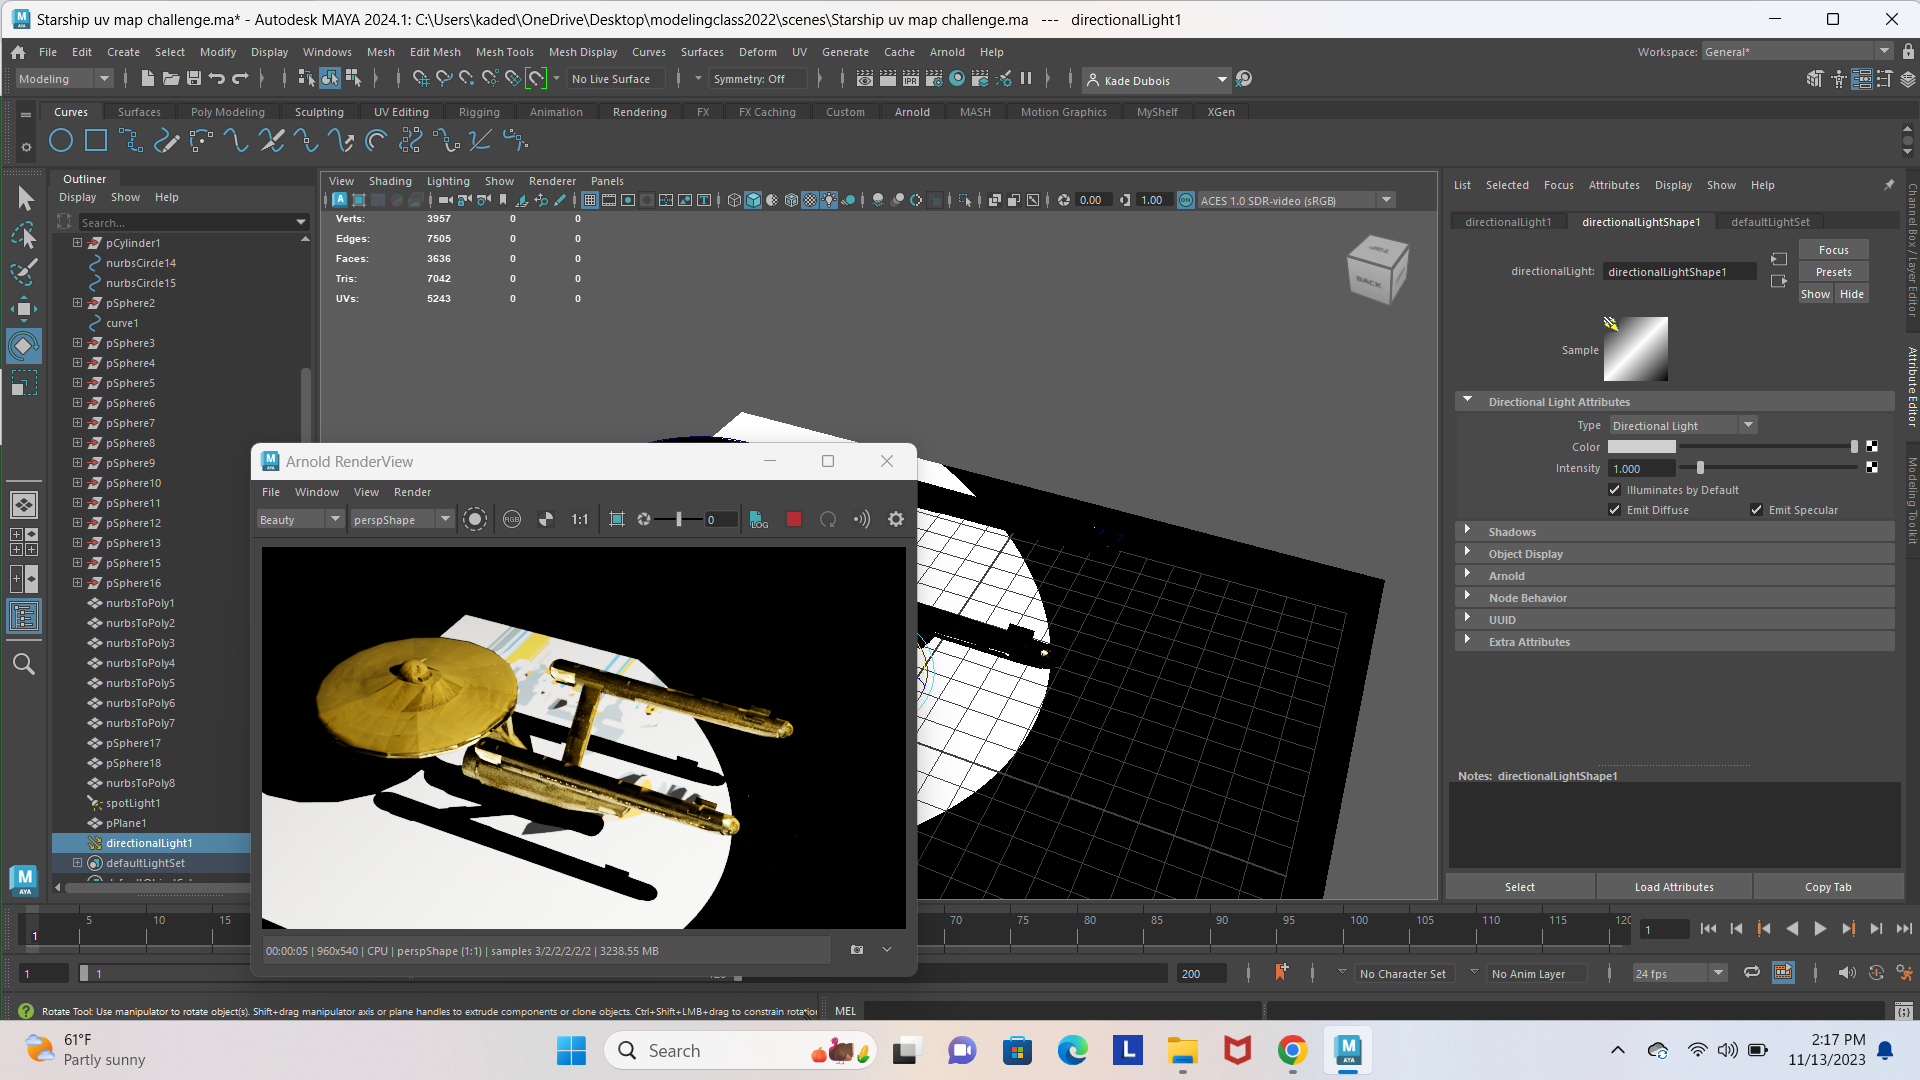 Starship uv map challenge.ma* - Autodesk MAYA 2024.1: C:\Users\kaded\OneDrive\Desktop\modelingclass2022\scenes\Starship uv map challenge.ma   ---   directionalLight1
File Edit Create Select Modify Display Windows Mesh Edit Mesh Mesh Tools Mesh Display Curves Surfaces Deform UV Generate Cache Arnold Help Workspace: General*
Modeling No Live Surface Symmetry: Off Kade Dubois
Curves Surfaces Poly Modeling Sculpting UV Editing Rigging Animation Rendering FX FX Caching Custom Arnold MASH Motion Graphics MyShelf XGen
Outliner
Display Show Help
Search...
pCylinder1
nurbsCircle14
nurbsCircle15
pSphere2
curve1
pSphere3
pSphere4
pSphere5
pSphere6
pSphere7
pSphere8
pSphere9
pSphere10
pSphere11
pSphere12
pSphere13
pSphere15
pSphere16
nurbsToPoly1
nurbsToPoly2
nurbsToPoly3
nurbsToPoly4
nurbsToPoly5
nurbsToPoly6
nurbsToPoly7
pSphere17
pSphere18
nurbsToPoly8
spotLight1
pPlane1
directionalLight1
defaultLightSet
View Shading Lighting Show Renderer Panels
0.00 1.00 ACES 1.0 SDR-video (sRGB)
Verts: 3957 0 0
Edges: 7505 0 0
Faces: 3636 0 0
Tris: 7042 0 0
UVs: 5243 0 0
TOP
BACK
Arnold RenderView
File Window View Render
Beauty perspShape RGB 1:1 0 LOG
00:00:05 | 960x540 | CPU | perspShape (1:1) | samples 3/2/2/2/2/2 | 3238.55 MB
List Selected Focus Attributes Display Show Help
directionalLight1 directionalLightShape1 defaultLightSet
directionalLight: directionalLightShape1
Focus
Presets
Show Hide
Sample
Directional Light Attributes
Type Directional Light
Color
Intensity 1.000
Illuminates by Default
Emit Diffuse Emit Specular
Shadows
Object Display
Arnold
Node Behavior
UUID
Extra Attributes
Notes: directionalLightShape1
Select Load Attributes Copy Tab
Channel Box / Layer Editor
Attribute Editor
Modeling Toolkit
5 10 15 70 75 80 85 90 95 100 105 110 115 120
1 1
1 1 200 No Character Set No Anim Layer 24 fps
Rotate Tool: Use manipulator to rotate object(s). Shift+drag manipulator axis or plane handles to extrude components or clone objects. Ctrl+Shift+LMB+drag to constrain rotation
MEL
61°F
Partly sunny
Search
2:17 PM
11/13/2023